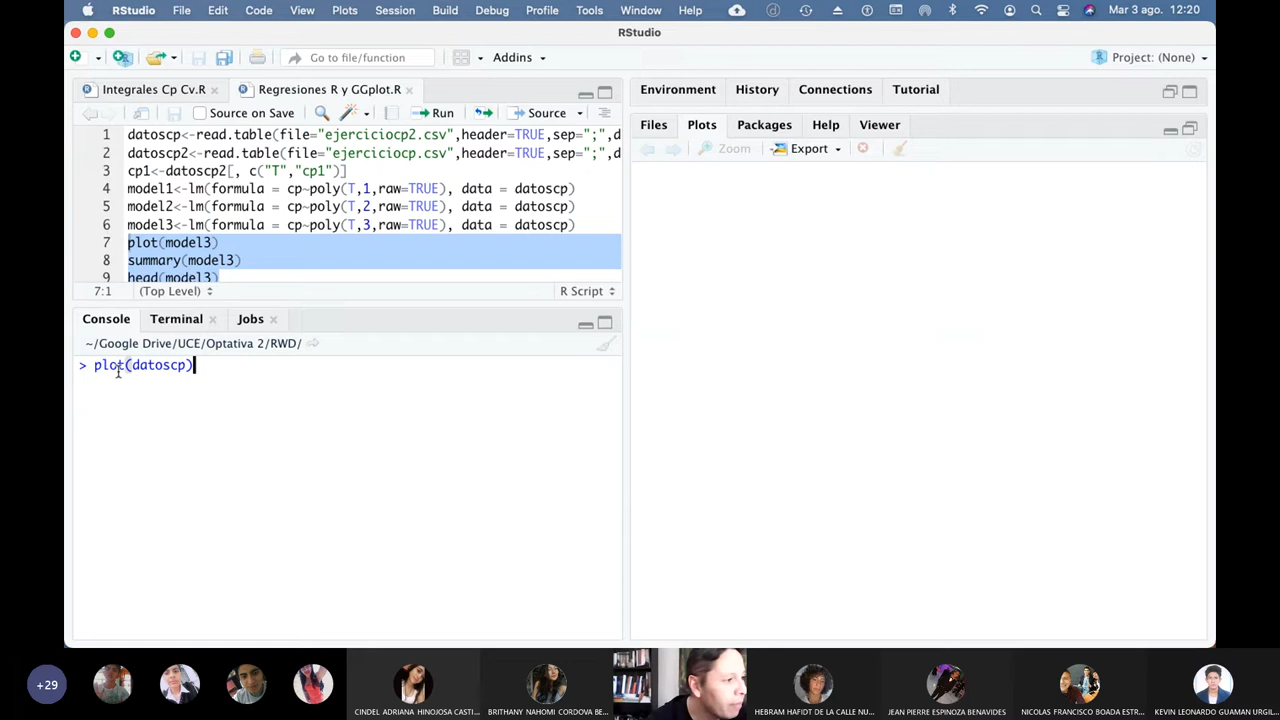 RStudio File Edit Code View Plots Session Build Debug Profile Tools Window Help Mar 3 ago. 12:20
RStudio
Go to file/function Addins Project: (None)
Integrales Cp Cv.R Regresiones R y GGplot.R
Source on Save Run Source
1 datoscp<-read.table(file="ejerciciocp2.csv",header=TRUE,sep=";",d
2 datoscp2<-read.table(file="ejerciciocp.csv",header=TRUE,sep=";",d
3 cp1<-datoscp2[, c("T","cp1")]
4 model1<-lm(formula = cp~poly(T,1,raw=TRUE), data = datoscp)
5 model2<-lm(formula = cp~poly(T,2,raw=TRUE), data = datoscp)
6 model3<-lm(formula = cp~poly(T,3,raw=TRUE), data = datoscp)
7 plot(model3)
8 summary(model3)
9 head(model3)
7:1 (Top Level) R Script
Console Terminal Jobs
~/Google Drive/UCE/Optativa 2/RWD/
> plot(datoscp)
Environment History Connections Tutorial
Files Plots Packages Help Viewer
Zoom Export
+29
CINDEL ADRIANA HINOJOSA CASTI...
BRITHANY NAHOMI CORDOVA BE...
HEBRAM HAFIDT DE LA CALLE NU...
JEAN PIERRE ESPINOZA BENAVIDES
NICOLAS FRANCISCO BOADA ESTR...
KEVIN LEONARDO GUAMAN URGIL...